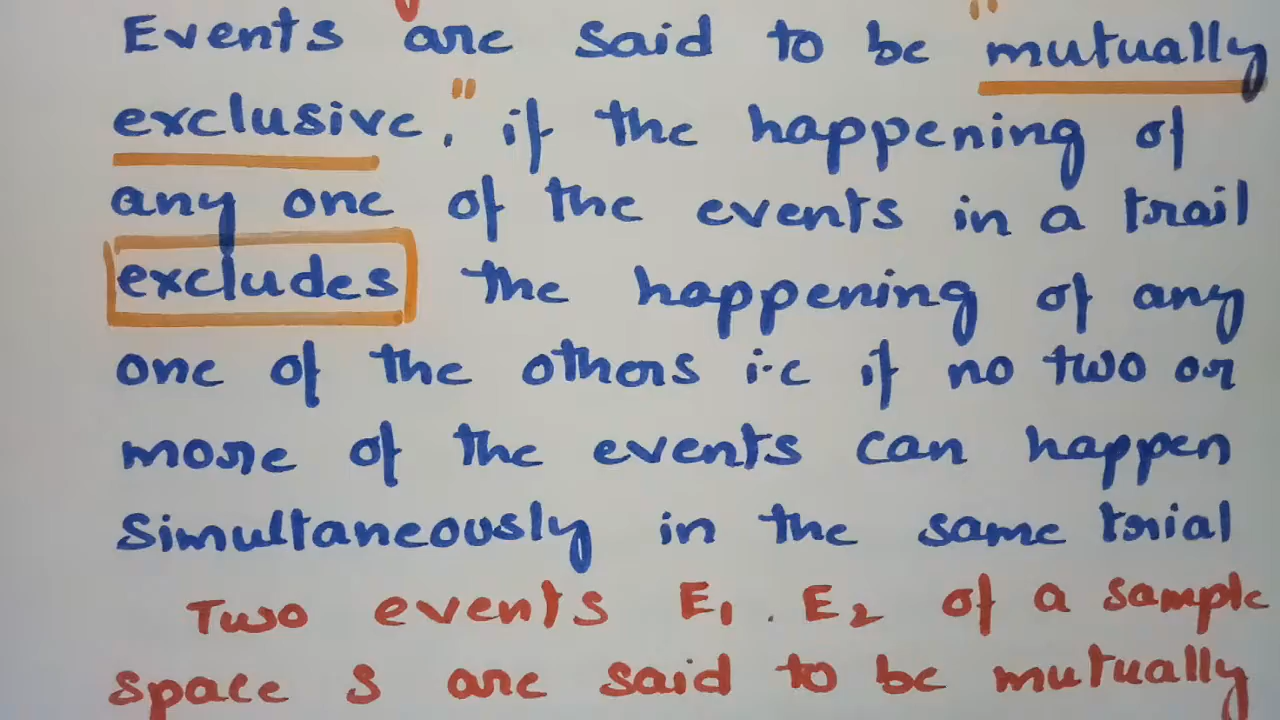 Events are said to be "mutually
exclusive," if the happening of
any one of the events in a trail
excludes the happening of any
one of the others i.e if no two or
more of the events can happen
simultaneously in the same trial
Two events E₁ . E₂ of a sample
space S are said to be mutually